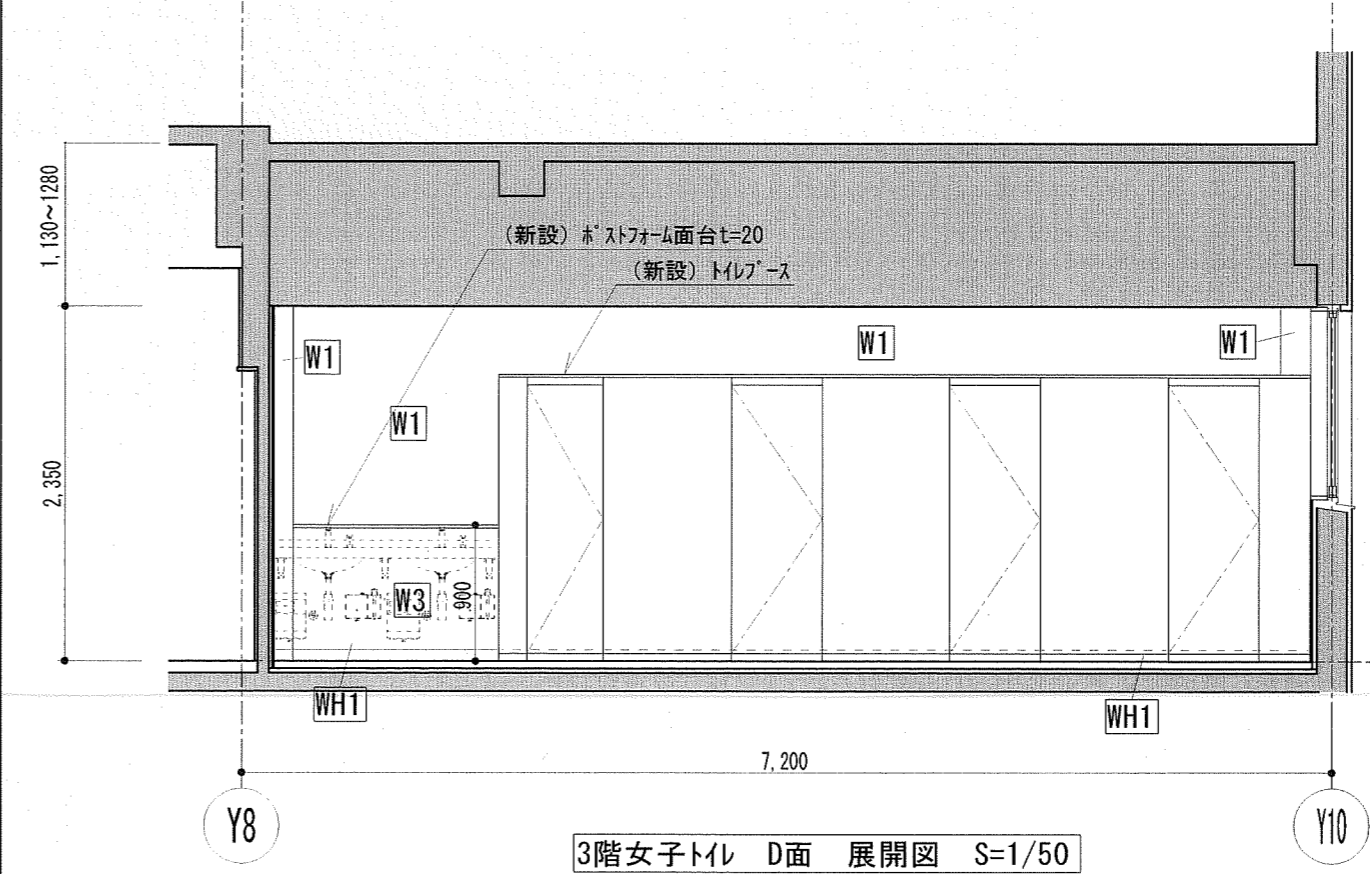 1,130~1280
(新設) ポストフォーム面台t=20
(新設) トイレブース
W1
W1
W1
W1
2,350
W3
900
WH1
WH1
7,200
Y8
Y10
3階女子トイレ D面 展開図 S=1/50